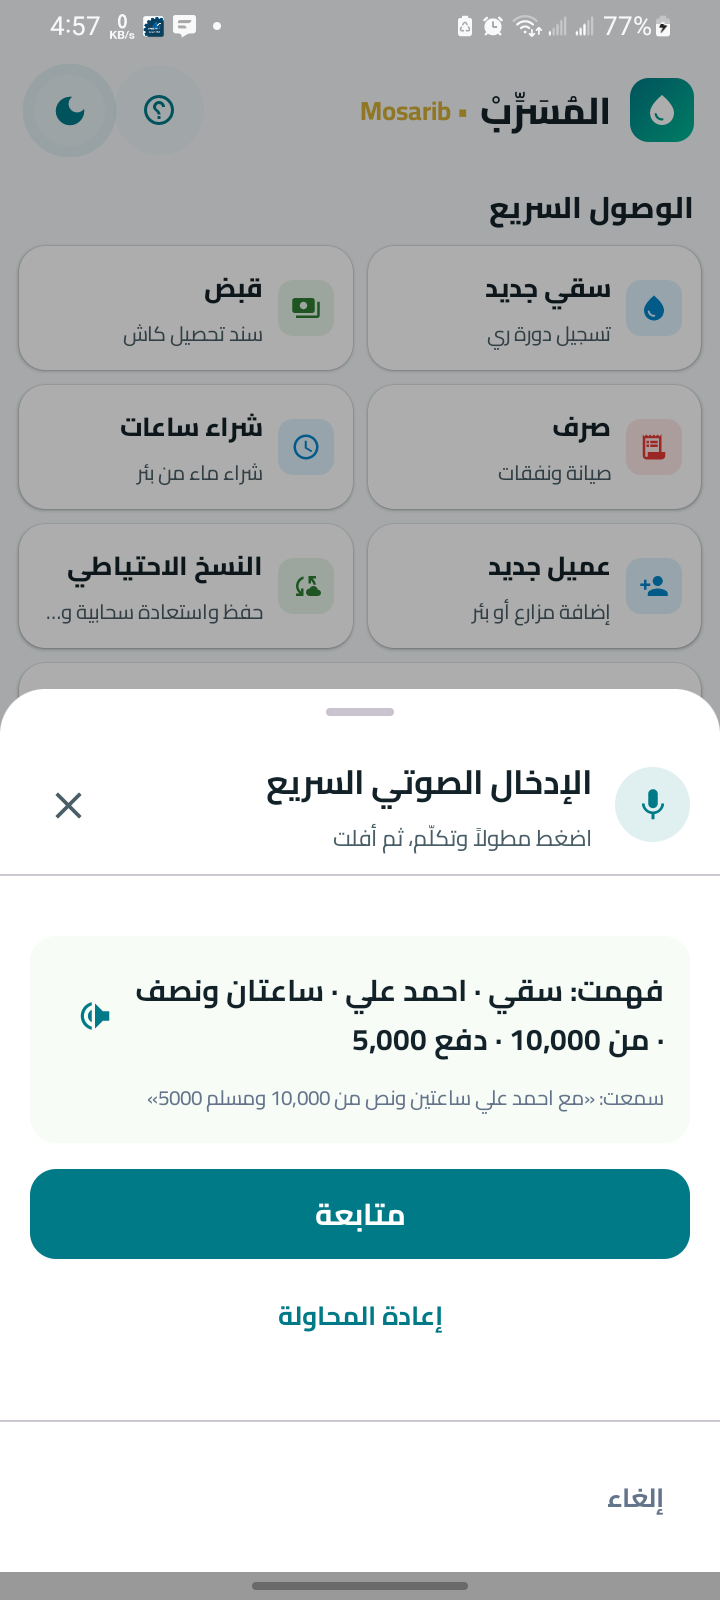 4:57 0 KB/s 77%
المُسَرِّبْ ▪ Mosarib
الوصول السريع
سقي جديد
تسجيل دورة ري
قبض
سند تحصيل كاش
صرف
صيانة ونفقات
شراء ساعات
شراء ماء من بئر
عميل جديد
إضافة مزارع أو بئر
النسخ الاحتياطي
حفظ واستعادة سحابية و...
الإدخال الصوتي السريع
اضغط مطولاً وتكلّم، ثم أفلت
فهمت: سقي · احمد علي · ساعتان ونصف
· من 10,000 · دفع 5,000
سمعت: «مع احمد علي ساعتين ونص من 10,000 ومسلم 5000»
متابعة
إعادة المحاولة
إلغاء